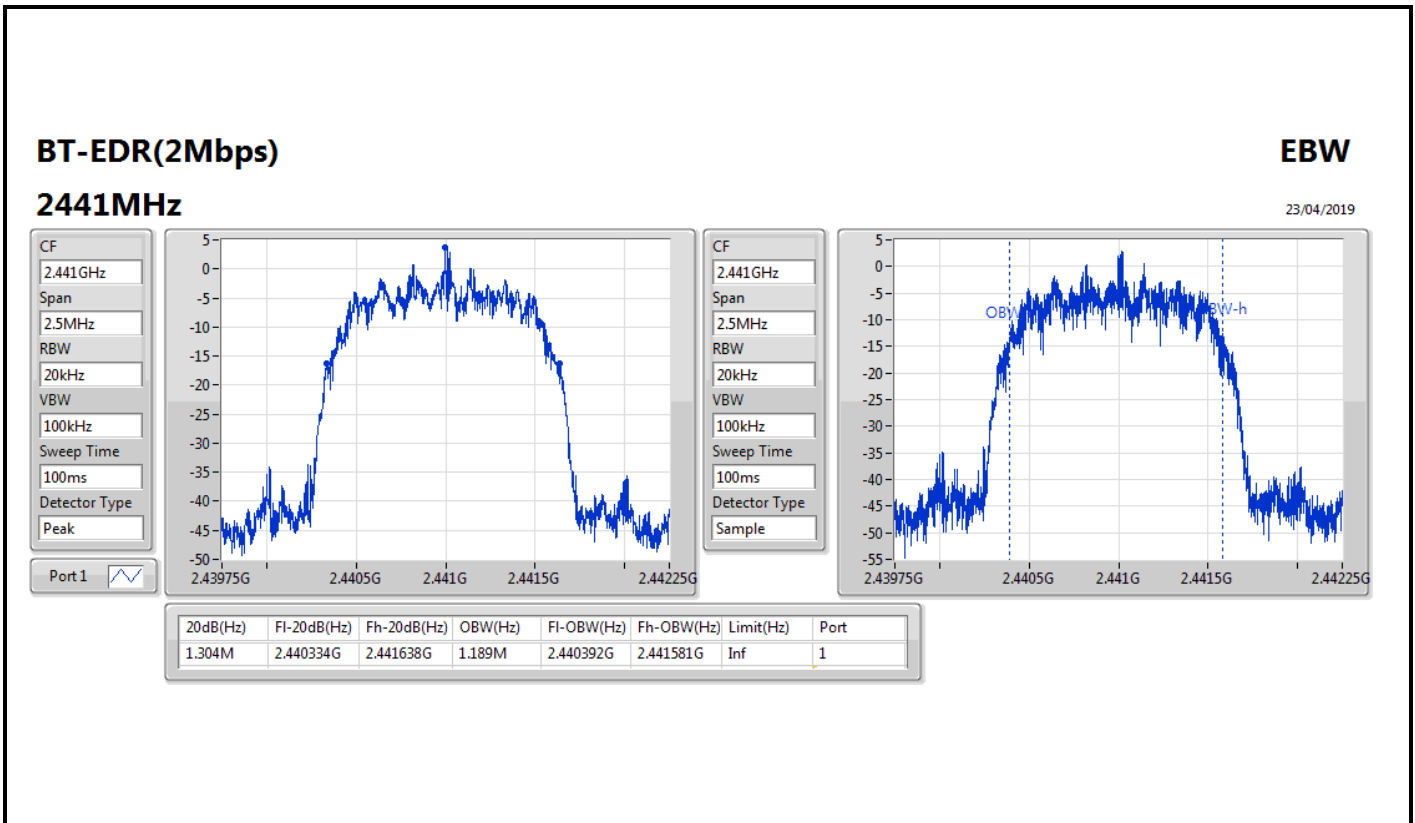 BT-EDR(2Mbps)
EBW
2441MHz
23/04/2019
CF
2.441GHz
Span
2.5MHz
RBW
20kHz
VBW
100kHz
Sweep Time
100ms
Detector Type
Peak
Port 1
5
0
-5
-10
-15
-20
-25
-30
-35
-40
-45
-50
2.43975G 2.4405G 2.441G 2.4415G 2.44225G
CF
2.441GHz
Span
2.5MHz
RBW
20kHz
VBW
100kHz
Sweep Time
100ms
Detector Type
Sample
5
0
-5
-10
-15
-20
-25
-30
-35
-40
-45
-50
-55
OBW
BW-h
2.43975G 2.4405G 2.441G 2.4415G 2.44225G
20dB(Hz) Fl-20dB(Hz) Fh-20dB(Hz) OBW(Hz) Fl-OBW(Hz) Fh-OBW(Hz) Limit(Hz) Port
1.304M 2.440334G 2.441638G 1.189M 2.440392G 2.441581G Inf 1